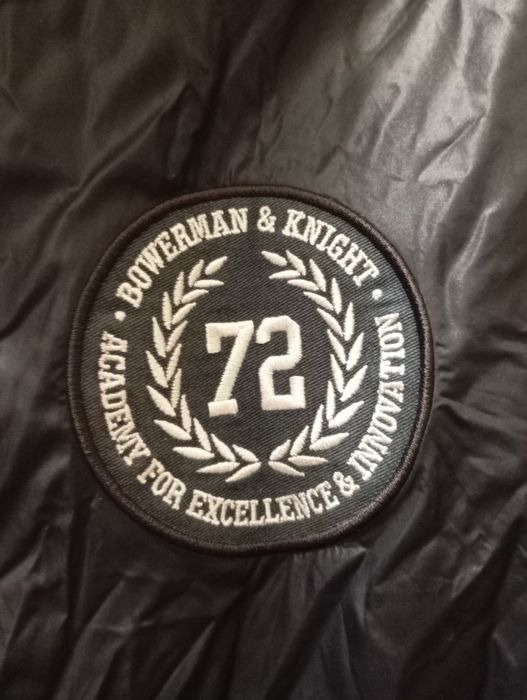 BOWERMAN & KNIGHT
72
• ACADEMY FOR EXCELLENCE & INNOVATION •